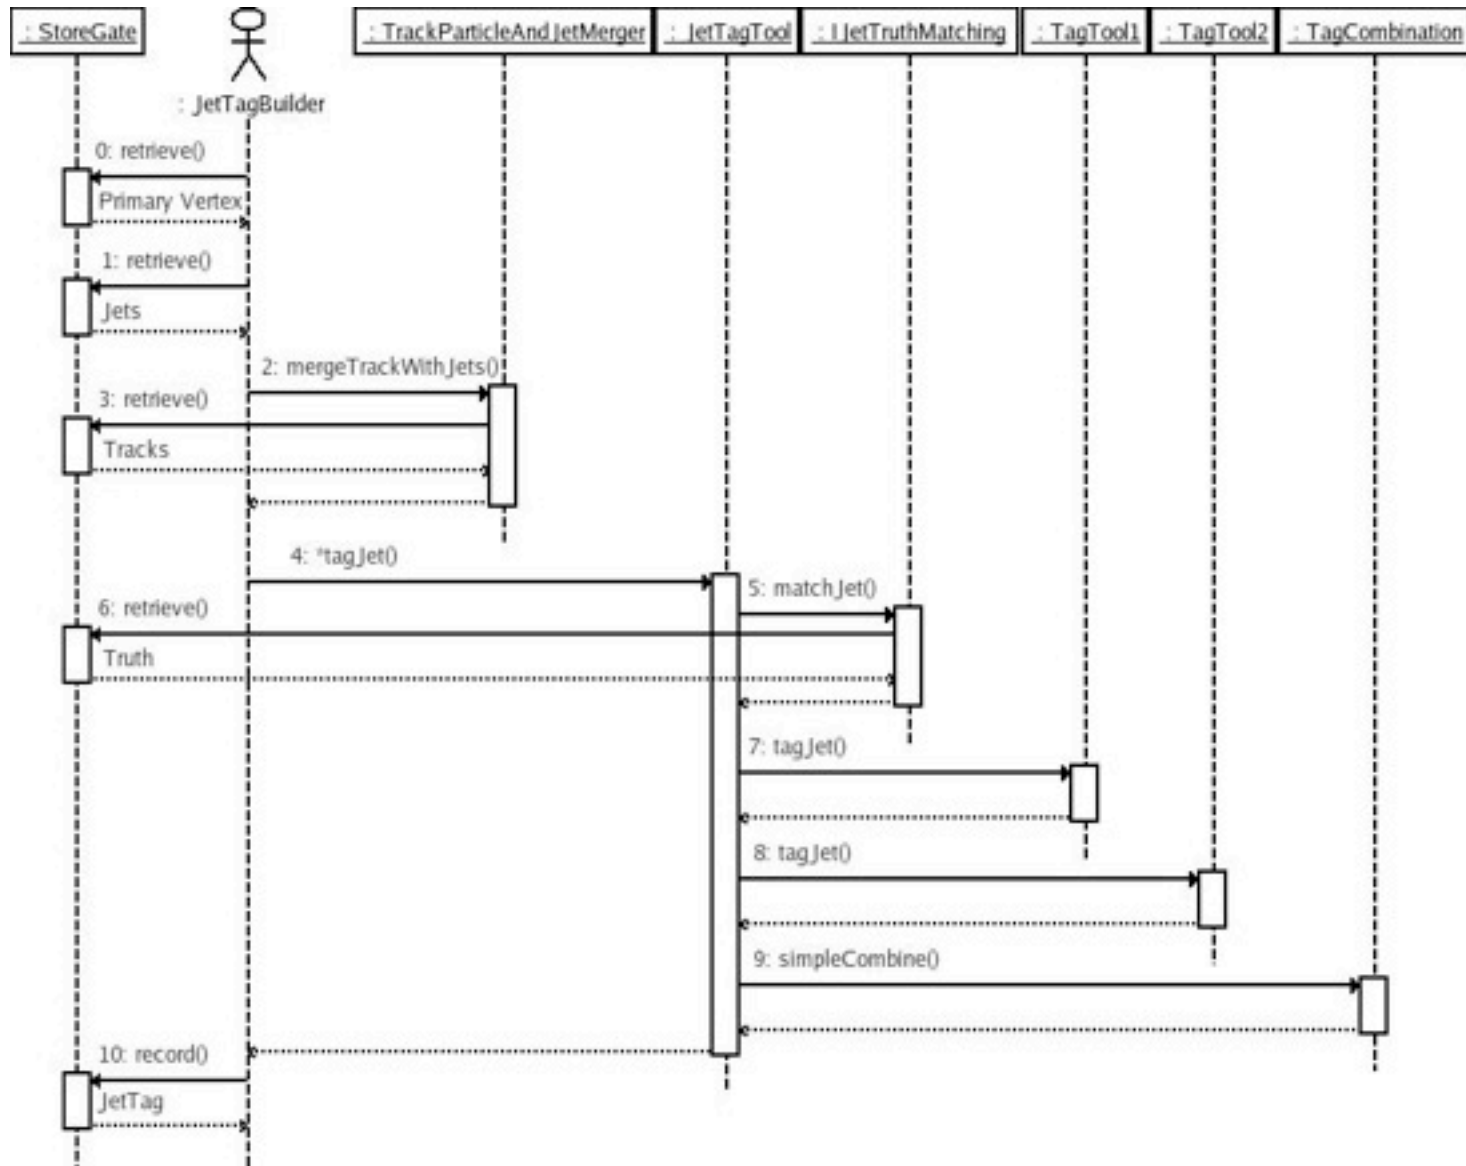 : StoreGate
: TrackParticleAndJetMerger
: JetTagTool
: IJetTruthMatching
: TagTool1
: TagTool2
: TagCombination
: JetTagBuilder
0: retrieve()
Primary Vertex
1: retrieve()
Jets
2: mergeTrackWithJets()
3: retrieve()
Tracks
4: *tagJet()
5: matchJet()
6: retrieve()
Truth
7: tagJet()
8: tagJet()
9: simpleCombine()
10: record()
JetTag